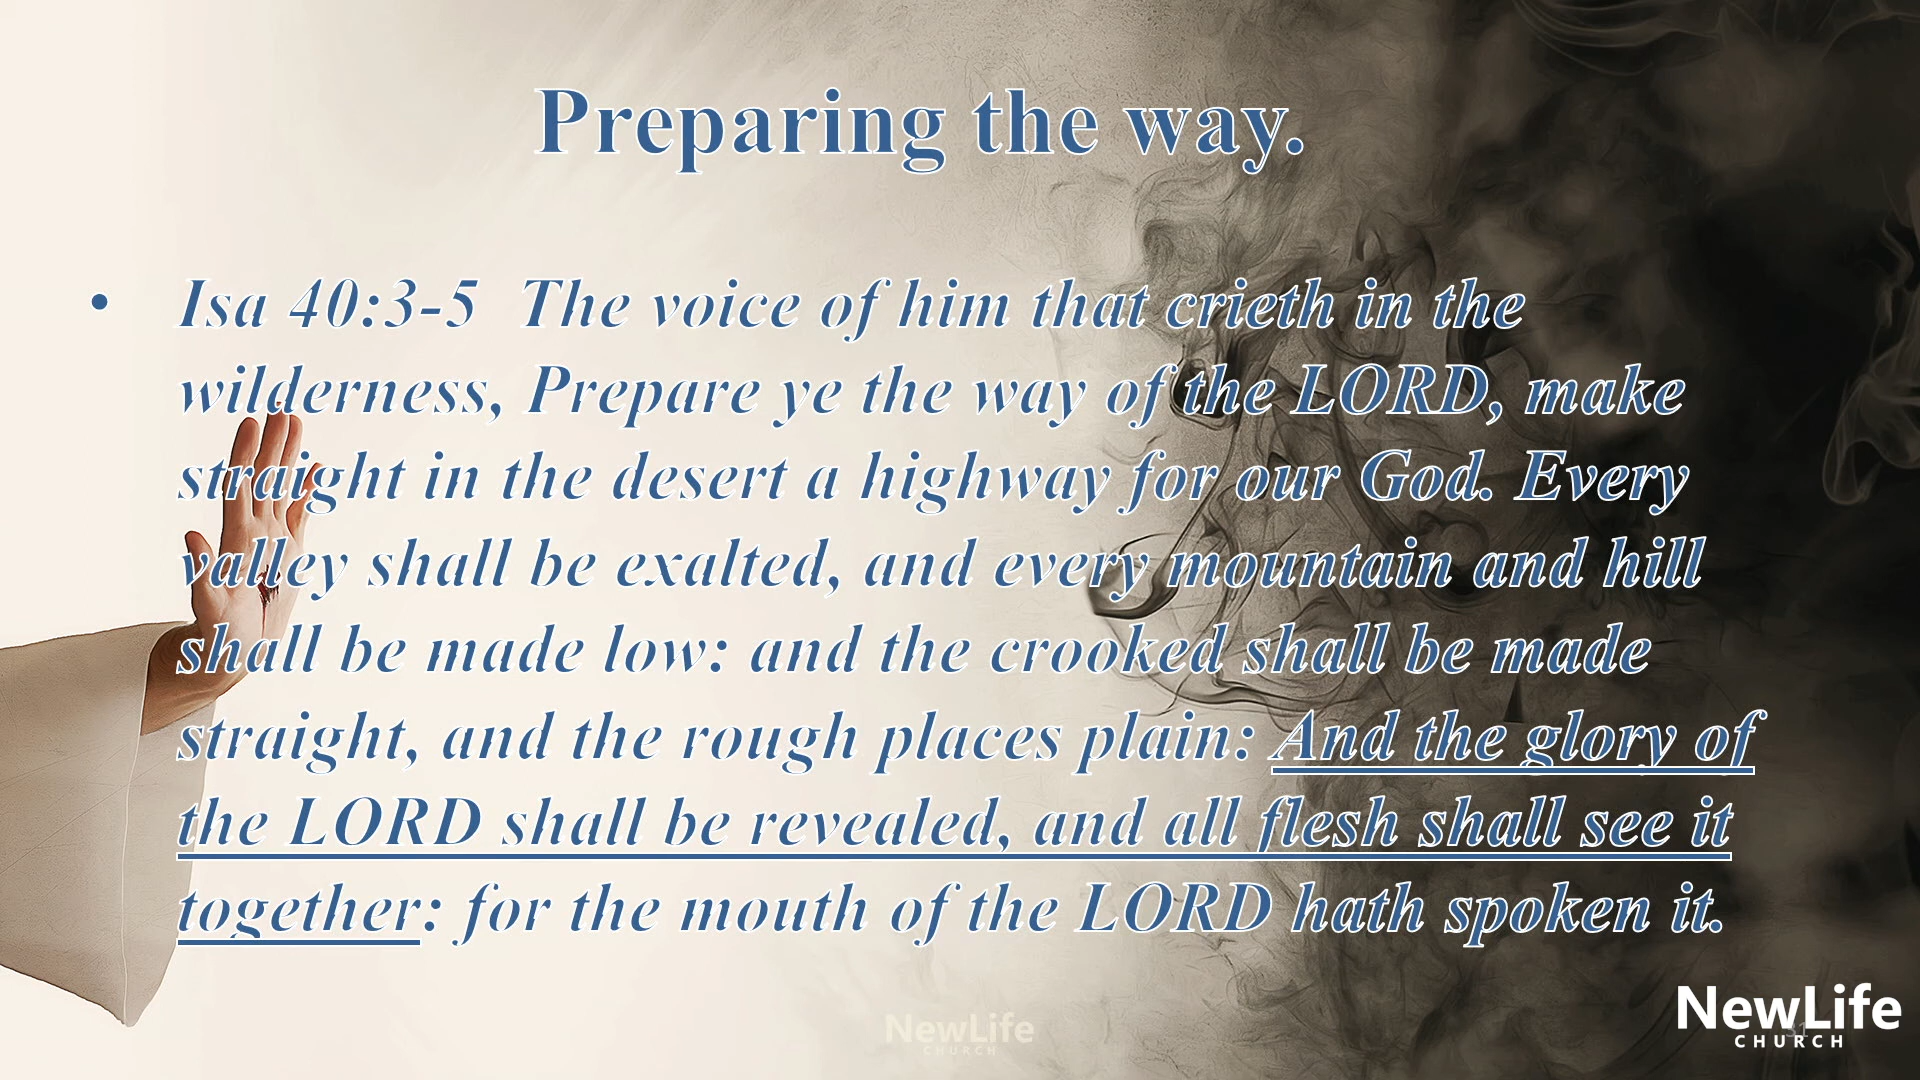 Preparing the way.
• Isa 40:3-5 The voice of him that crieth in the
wilderness, Prepare ye the way of the LORD, make
straight in the desert a highway for our God. Every
valley shall be exalted, and every mountain and hill
shall be made low: and the crooked shall be made
straight, and the rough places plain: And the glory of
the LORD shall be revealed, and all flesh shall see it
together: for the mouth of the LORD hath spoken it.
NewLife
CHURCH
NewLife
CHURCH